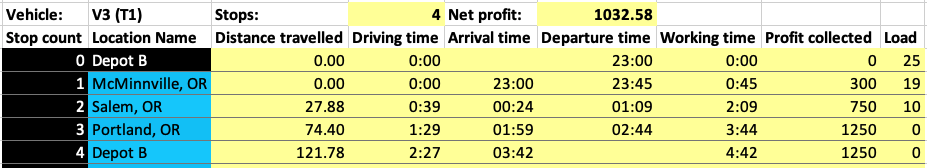 Vehicle: V3 (T1) Stops: 4 Net profit: 1032.58
Stop count Location Name Distance travelled Driving time Arrival time Departure time Working time Profit collected Load
0 Depot B 0.00 0:00 23:00 0:00 0 25
1 McMinnville, OR 0.00 0:00 23:00 23:45 0:45 300 19
2 Salem, OR 27.88 0:39 00:24 01:09 2:09 750 10
3 Portland, OR 74.40 1:29 01:59 02:44 3:44 1250 0
4 Depot B 121.78 2:27 03:42 4:42 1250 0